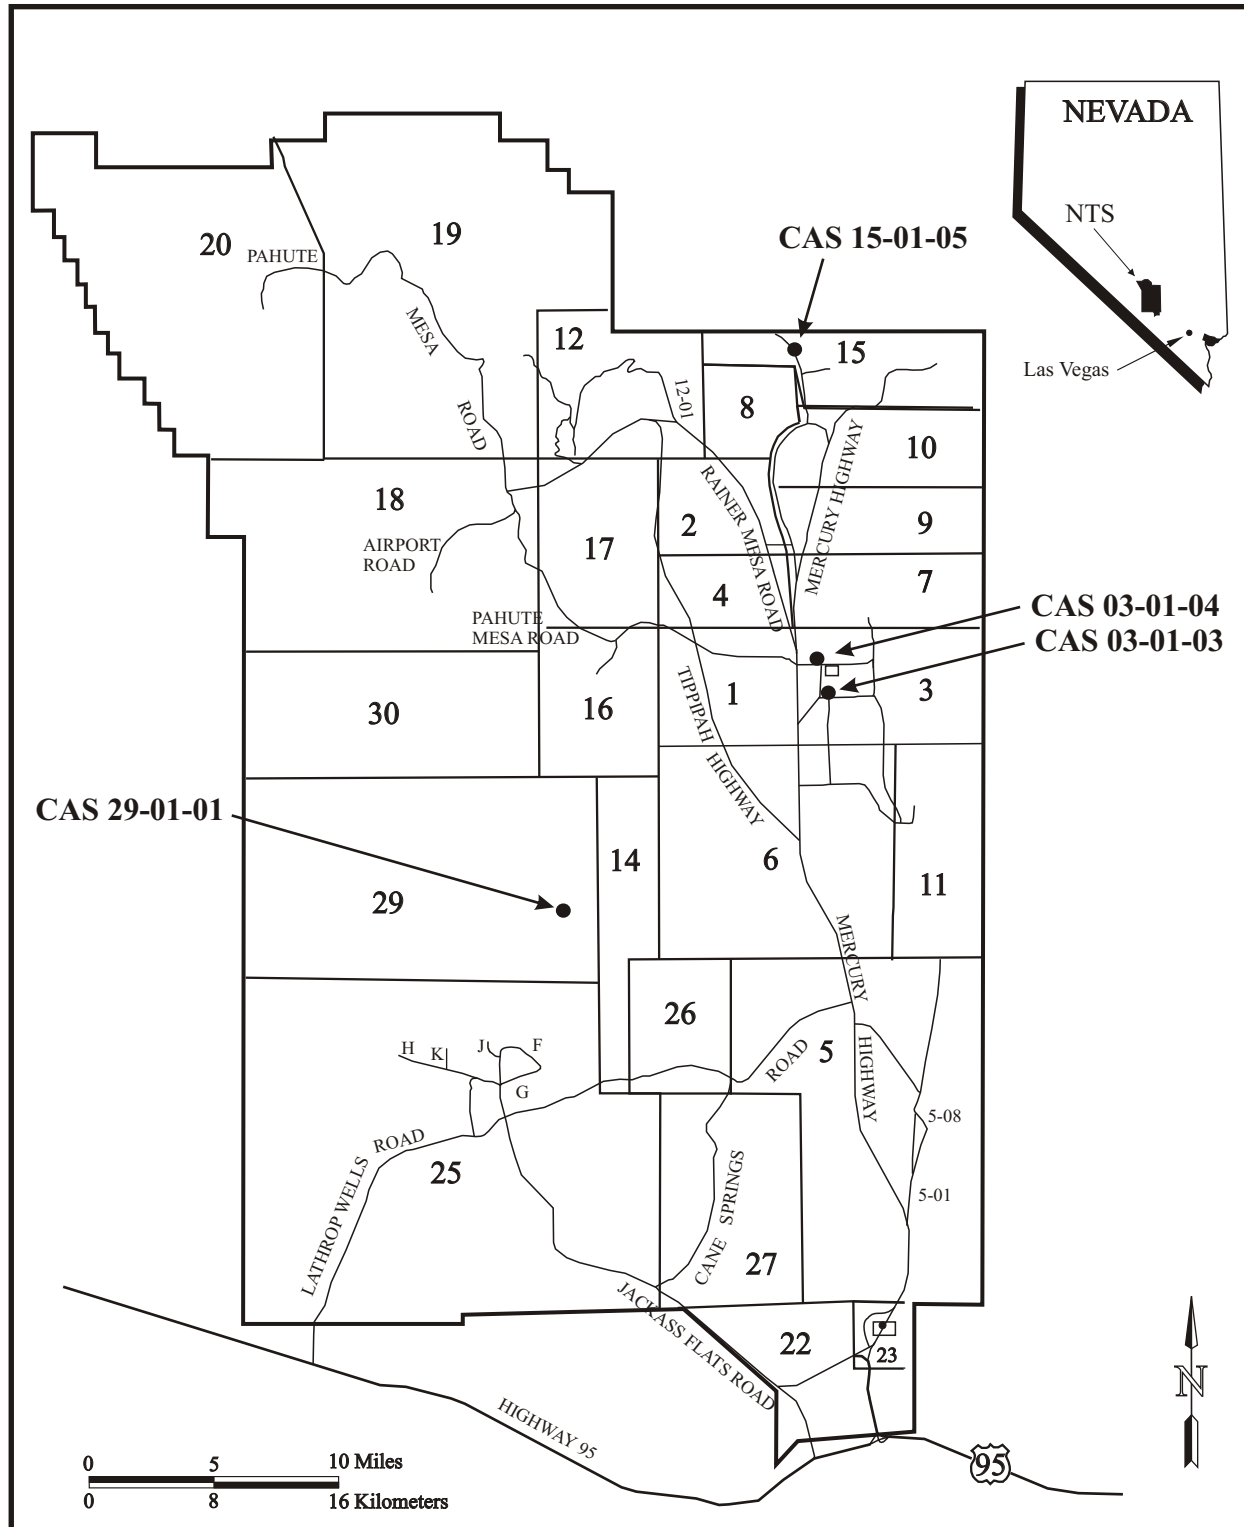 NEVADA
NTS
Las Vegas
CAS 15-01-05
20
19
PAHUTE
MESA
ROAD
12
12-01
15
8
10
18
AIRPORT
ROAD
17
2
RAINER MESA ROAD
MERCURY HIGHWAY
9
4
7
PAHUTE
MESA ROAD
CAS 03-01-04
CAS 03-01-03
30
16
TIPPIPAH HIGHWAY
1
3
CAS 29-01-01
29
14
6
11
MERCURY
HIGHWAY
26
5
ROAD
H
K
J
F
G
5-08
5-01
LATHROP WELLS ROAD
25
CANE SPRINGS
27
JACKASS FLATS ROAD
22
23
HIGHWAY 95
N
95
0 5 10 Miles
0 8 16 Kilometers